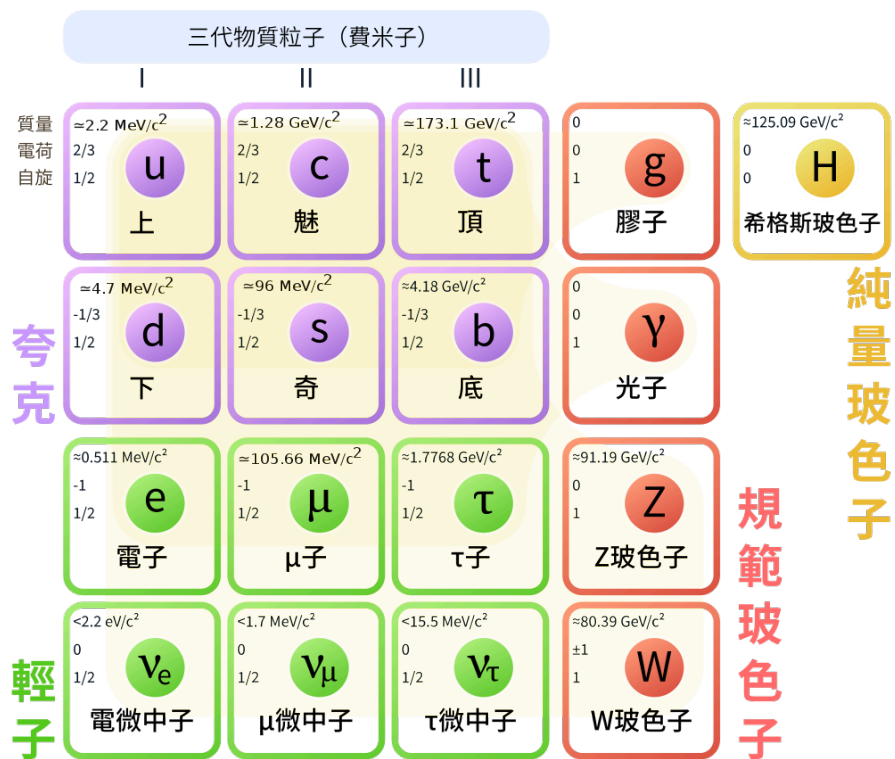 三代物質粒子（費米子）
I
II
III
質量
電荷
自旋
≃2.2 MeV/c²
2/3
1/2
u
上
≃1.28 GeV/c²
2/3
1/2
c
魅
≃173.1 GeV/c²
2/3
1/2
t
頂
0
0
1
g
膠子
≈125.09 GeV/c²
0
0
H
希格斯玻色子
≃4.7 MeV/c²
-1/3
1/2
d
下
≃96 MeV/c²
-1/3
1/2
s
奇
≈4.18 GeV/c²
-1/3
1/2
b
底
0
0
1
γ
光子
≈0.511 MeV/c²
-1
1/2
e
電子
≃105.66 MeV/c²
-1
1/2
μ
μ子
≈1.7768 GeV/c²
-1
1/2
τ
τ子
≈91.19 GeV/c²
0
1
Z
Z玻色子
<2.2 eV/c²
0
1/2
νe
電微中子
<1.7 MeV/c²
0
1/2
νμ
μ微中子
<15.5 MeV/c²
0
1/2
ντ
τ微中子
≈80.39 GeV/c²
±1
1
W
W玻色子
夸克
輕子
規範玻色子
純量玻色子